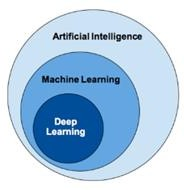 Artificial Intelligence
Machine Learning
Deep
Learning